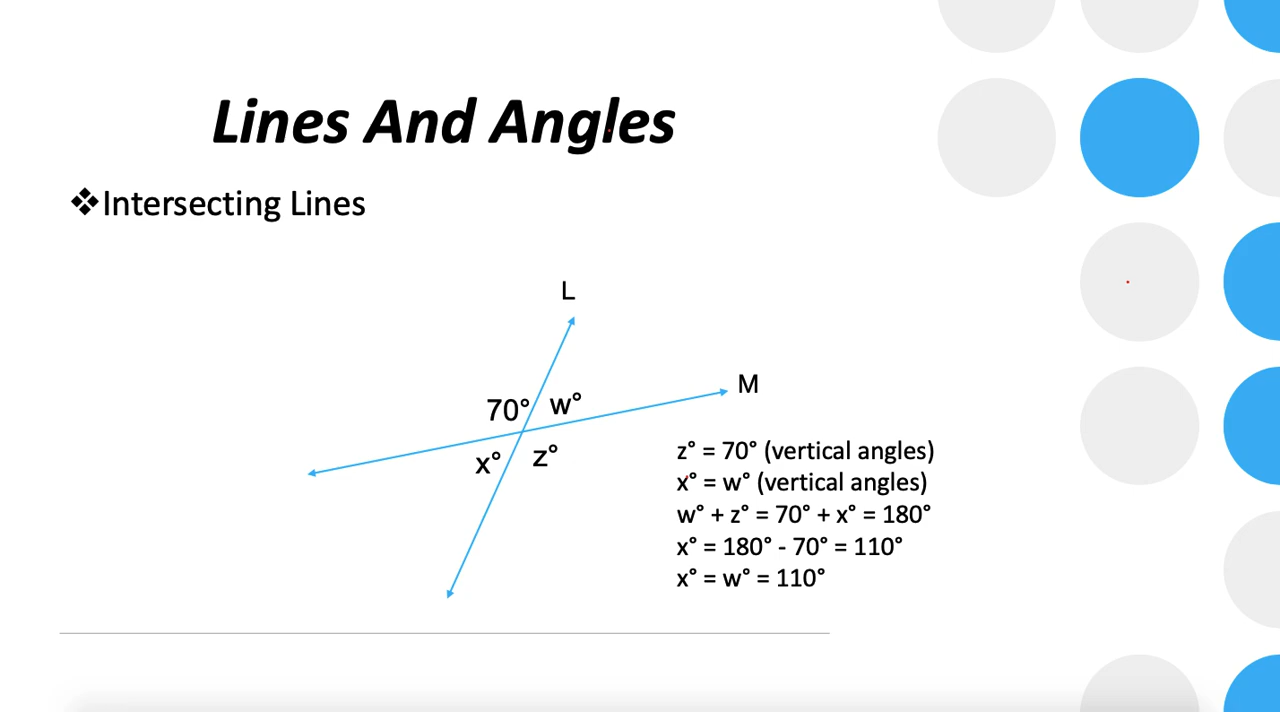 Lines And Angles
❖Intersecting Lines
L
M
70° w°
x° z°
z° = 70° (vertical angles)
x° = w° (vertical angles)
w° + z° = 70° + x° = 180°
x° = 180° - 70° = 110°
x° = w° = 110°